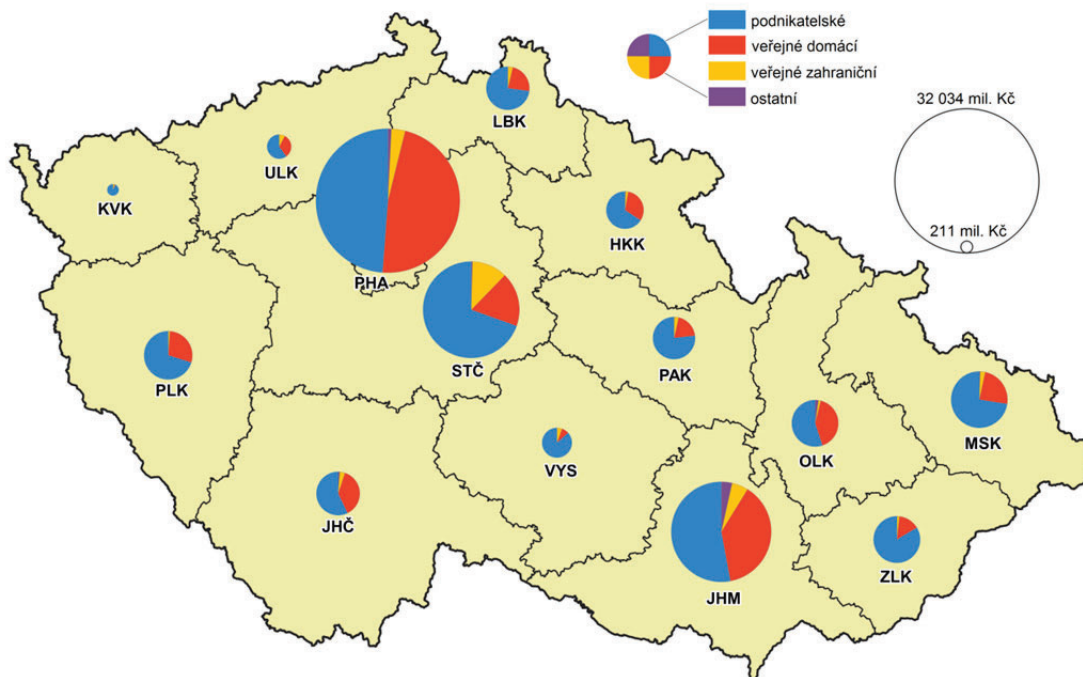 podnikatelské
veřejné domácí
veřejné zahraniční
ostatní
32 034 mil. Kč
211 mil. Kč
LBK
ULK
KVK
HKK
PHA
STČ
PAK
PLK
MSK
OLK
VYS
JHČ
ZLK
JHM